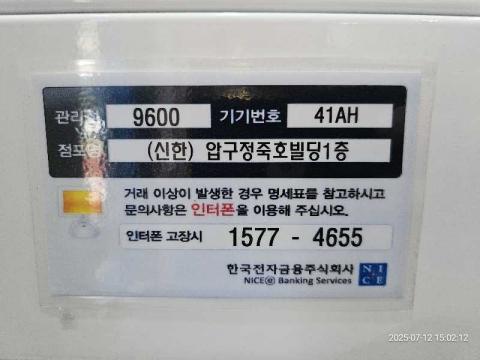 관리점 9600 기기번호 41AH
점포명 (신한) 압구정죽호빌딩1층
거래 이상이 발생한 경우 명세표를 참고하시고
문의사항은 인터폰을 이용해 주십시오.
인터폰 고장시 1577 - 4655
한국전자금융주식회사
NICE@ Banking Services
NICE
2025-07-12 15:02:12